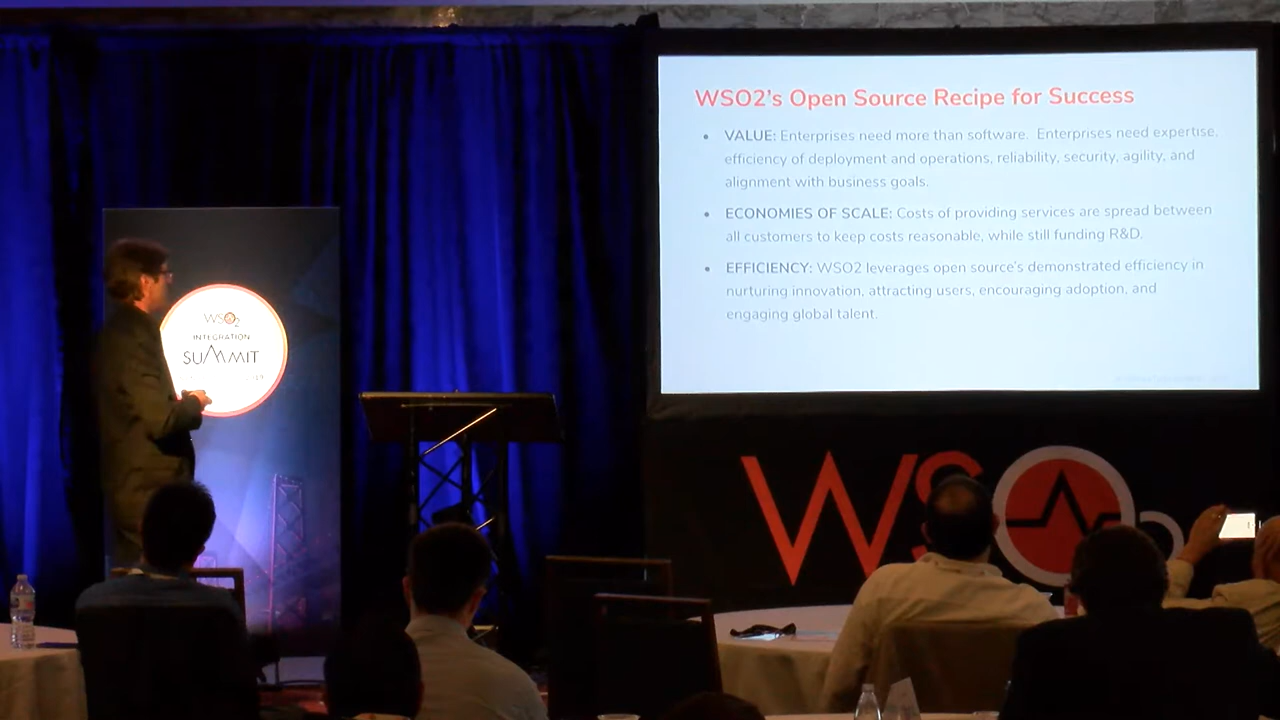 WSO2's Open Source Recipe for Success
• VALUE: Enterprises need more than software. Enterprises need expertise,
efficiency of deployment and operations, reliability, security, agility, and
alignment with business goals.
• ECONOMIES OF SCALE: Costs of providing services are spread between
all customers to keep costs reasonable, while still funding R&D.
• EFFICIENCY: WSO2 leverages open source's demonstrated efficiency in
nurturing innovation, attracting users, encouraging adoption, and
engaging global talent.
WSO2
INTEGRATION
SUMMIT
WSO2